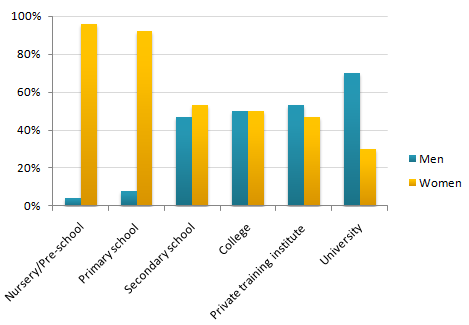 100%
80%
60%
40%
20%
0%
Nursery/Pre-school
Primary school
Secondary school
College
Private training institute
University
Men
Women